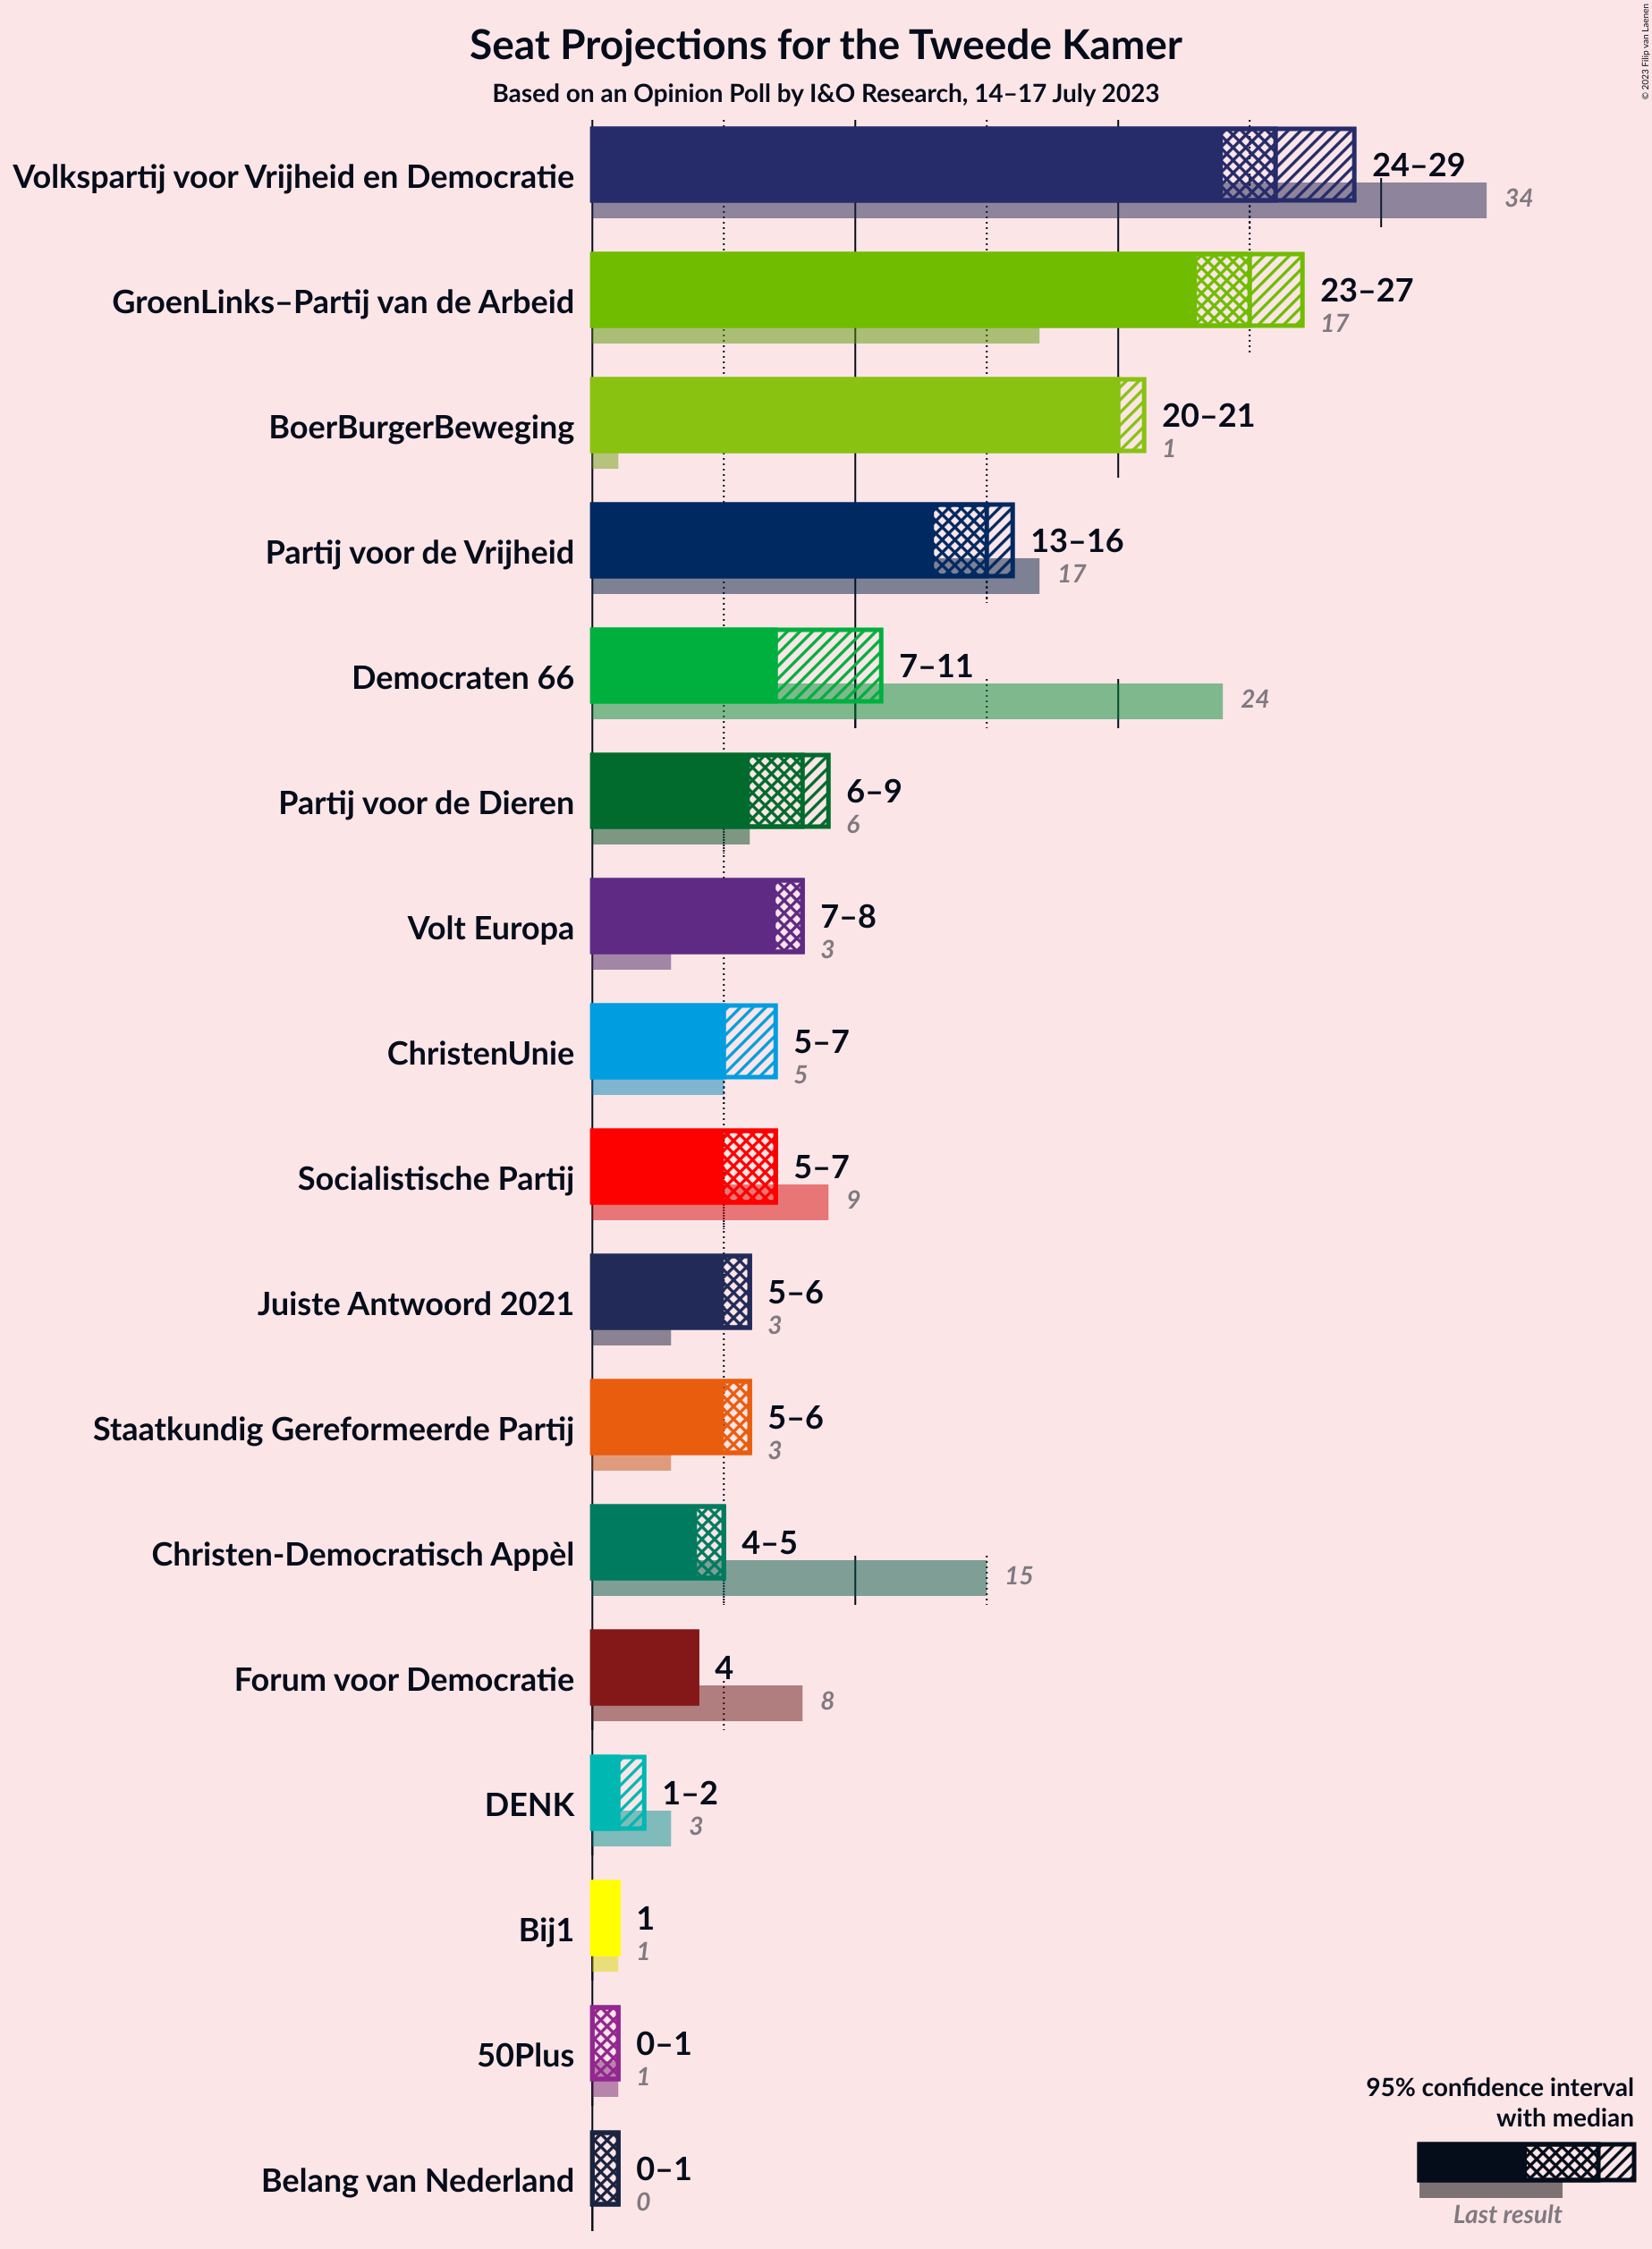 Seat Projections for the Tweede Kamer
Based on an Opinion Poll by I&O Research, 14–17 July 2023
© 2023 Filip van Laenen
Volkspartij voor Vrijheid en Democratie
24–29
34
GroenLinks–Partij van de Arbeid
23–27
17
BoerBurgerBeweging
20–21
1
Partij voor de Vrijheid
13–16
17
Democraten 66
7–11
24
Partij voor de Dieren
6–9
6
Volt Europa
7–8
3
ChristenUnie
5–7
5
Socialistische Partij
5–7
9
Juiste Antwoord 2021
5–6
3
Staatkundig Gereformeerde Partij
5–6
3
Christen-Democratisch Appèl
4–5
15
Forum voor Democratie
4
8
DENK
1–2
3
Bij1
1
1
50Plus
0–1
1
Belang van Nederland
0–1
0
95% confidence interval
with median
Last result